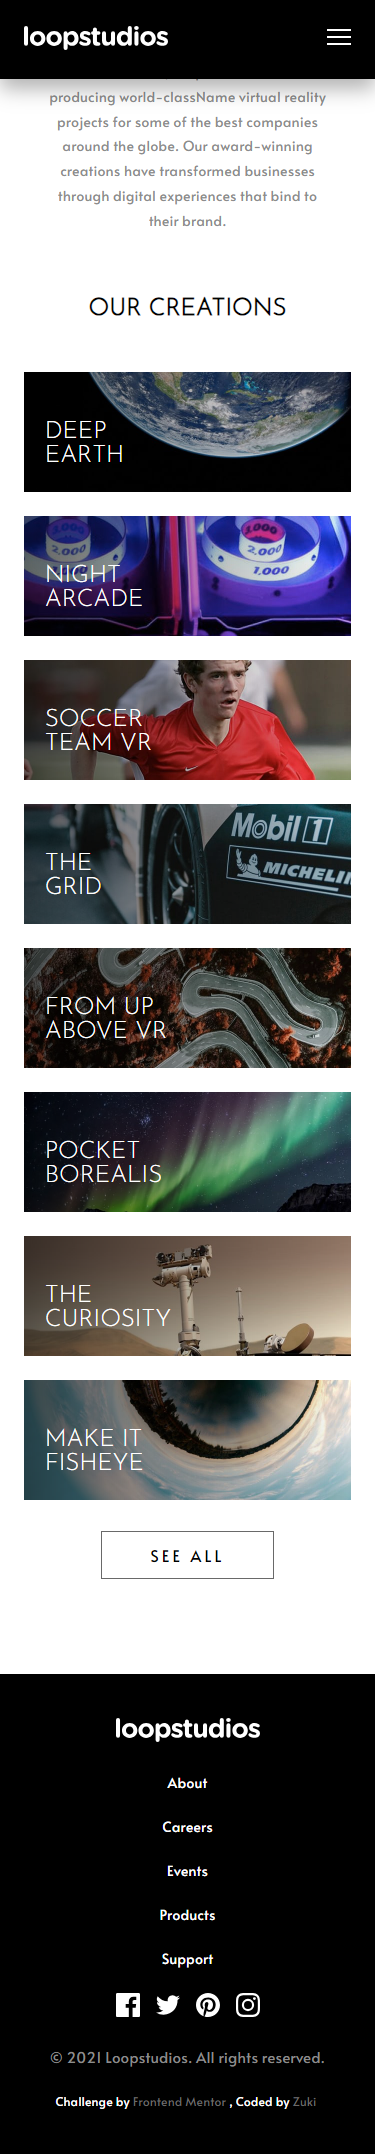 loopstudios
producing world-className virtual reality
projects for some of the best companies
around the globe. Our award-winning
creations have transformed businesses
through digital experiences that bind to
their brand.
OUR CREATIONS
DEEP
EARTH
1.000
2.000
1.000
2.000
1.000
NIGHT
ARCADE
SOCCER
TEAM VR
Mobil 1
MICHELIN
THE
GRID
FROM UP
ABOVE VR
POCKET
BOREALIS
THE
CURIOSITY
MAKE IT
FISHEYE
SEE ALL
loopstudios
About
Careers
Events
Products
Support
© 2021 Loopstudios. All rights reserved.
Challenge by Frontend Mentor , Coded by Zuki